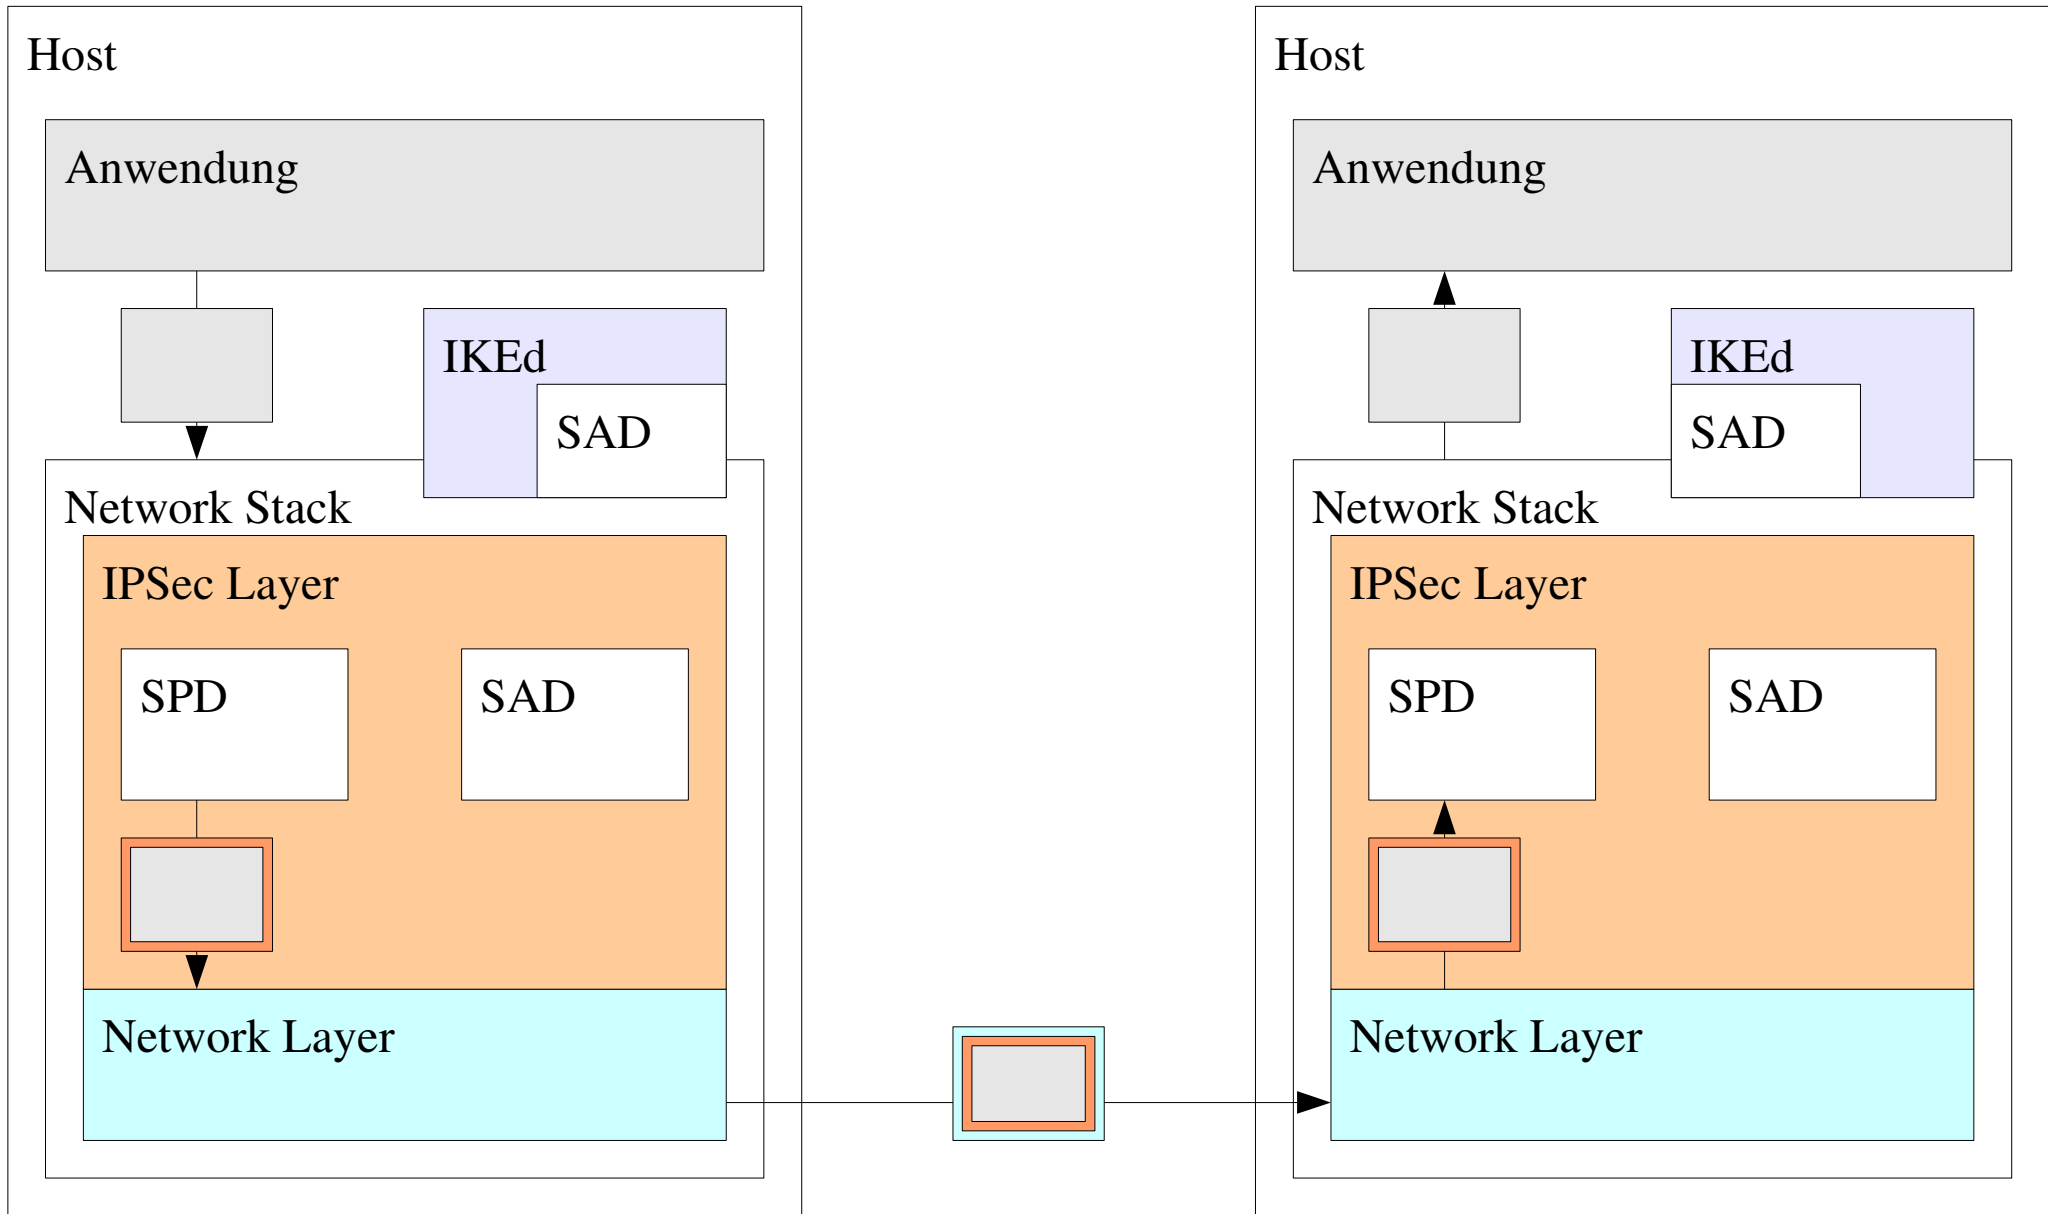 Host
Anwendung
IKEd
SAD
Network Stack
IPSec Layer
SPD
SAD
Network Layer
Host
Anwendung
IKEd
SAD
Network Stack
IPSec Layer
SPD
SAD
Network Layer